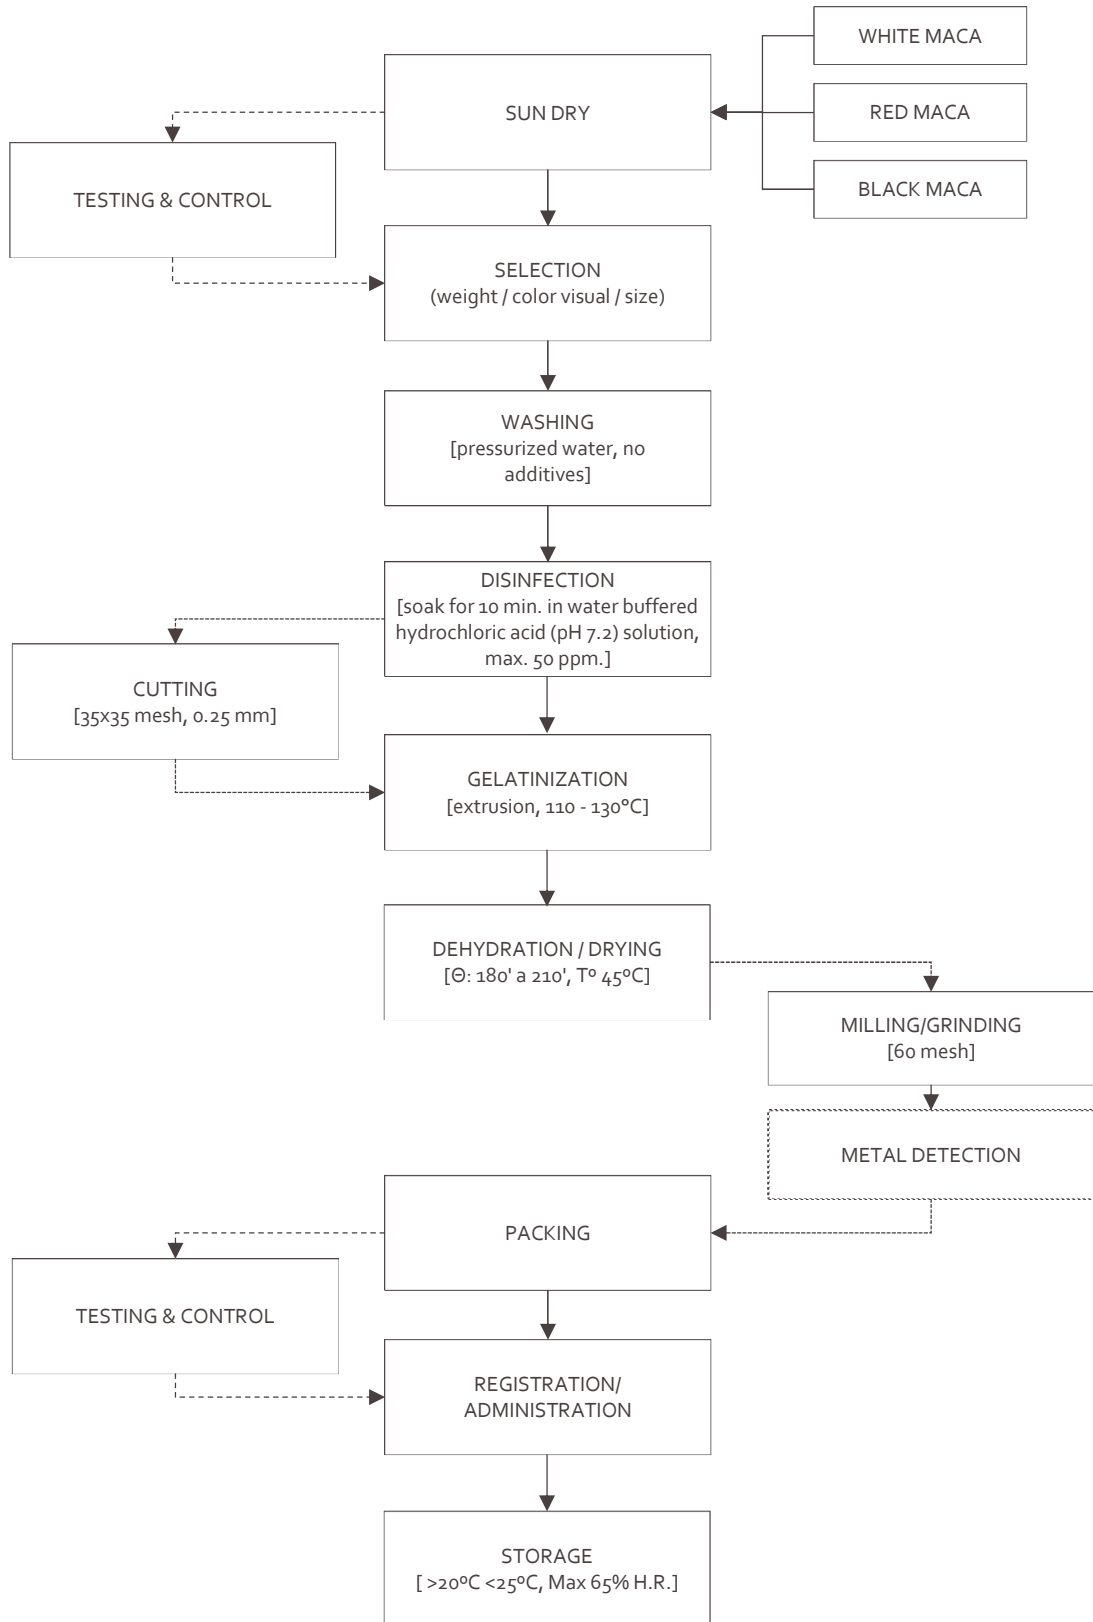 WHITE MACA
SUN DRY
RED MACA
BLACK MACA
TESTING & CONTROL
SELECTION
(weight / color visual / size)
WASHING
[pressurized water, no
additives]
DISINFECTION
[soak for 10 min. in water buffered
hydrochloric acid (pH 7.2) solution,
max. 50 ppm.]
CUTTING
[35x35 mesh, 0.25 mm]
GELATINIZATION
[extrusion, 110 - 130°C]
DEHYDRATION / DRYING
[Θ: 180' a 210', Tº 45ºC]
MILLING/GRINDING
[60 mesh]
METAL DETECTION
PACKING
TESTING & CONTROL
REGISTRATION/
ADMINISTRATION
STORAGE
[ >20ºC <25ºC, Max 65% H.R.]